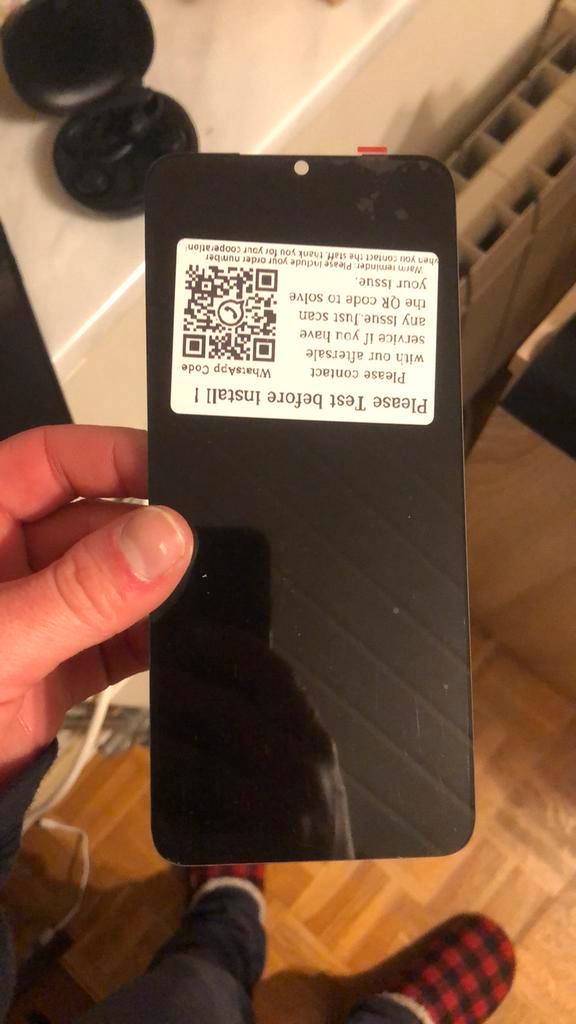 Please Test before install !
Please contact
with our aftersale
service if you have
any issue.Just scan
the QR code to solve
your issue.
WhatsApp Code
Warm reminder: Please include your order number
when you contact the staff, thank you for your cooperation!